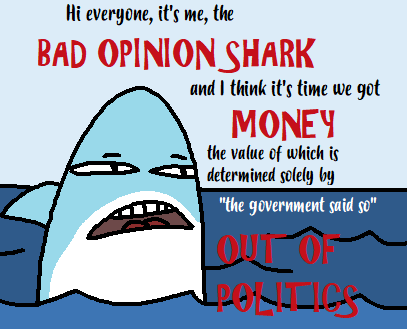 Hi everyone, it's me, the
BAD OPINION SHARK
and I think it's time we got
MONEY
the value of which is
determined solely by
"the government said so"
OUT OF
POLITICS